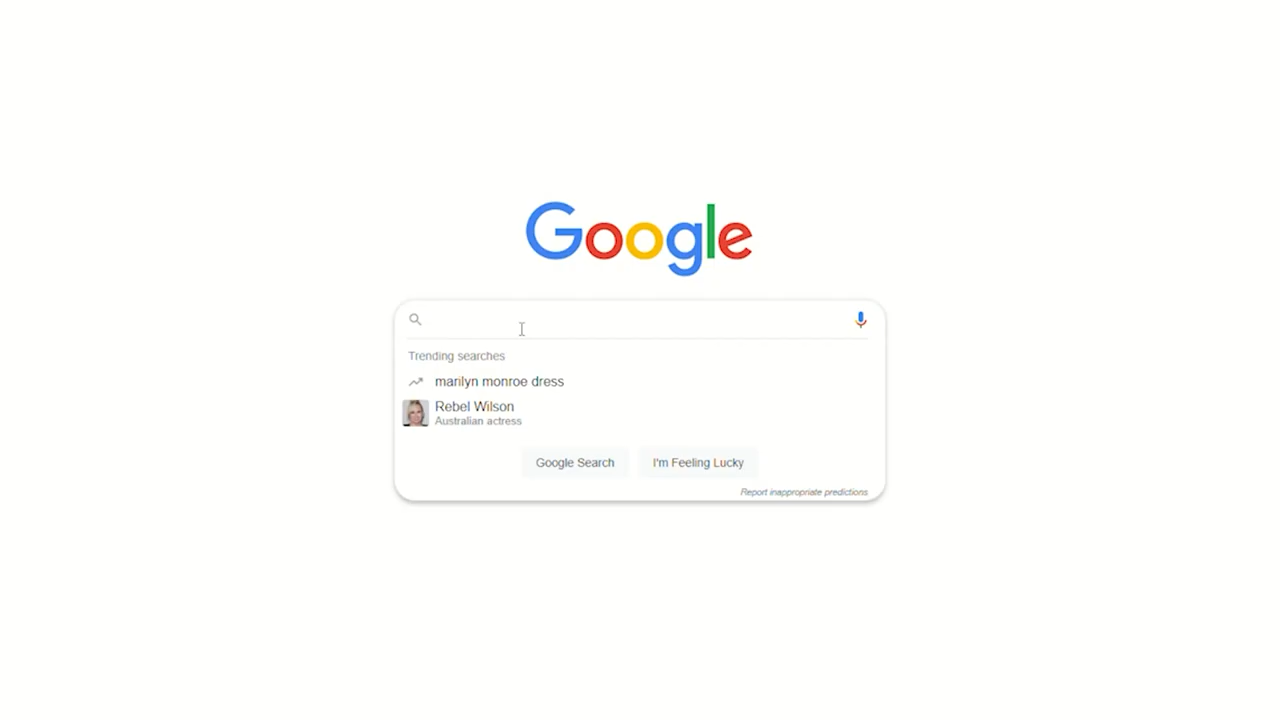 Google
Trending searches
marilyn monroe dress
Rebel Wilson
Australian actress
Google Search
I'm Feeling Lucky
Report inappropriate predictions